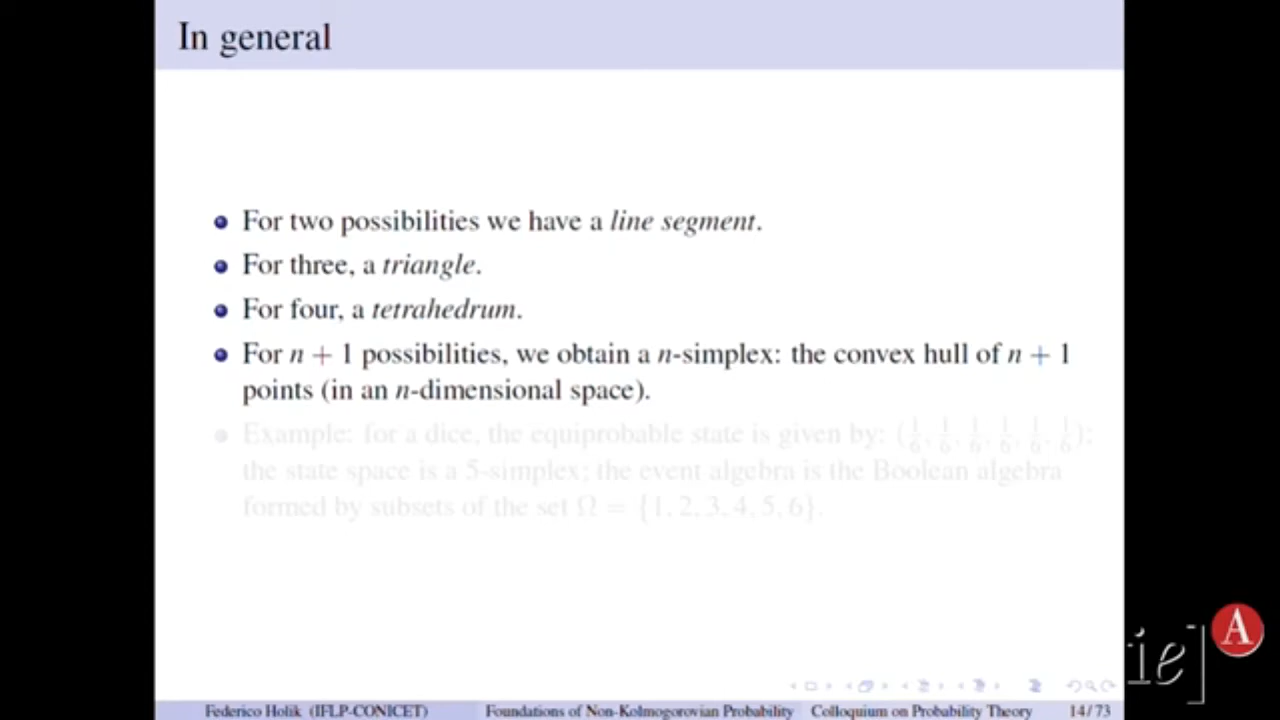 In general
For two possibilities we have a line segment.
For three, a triangle.
For four, a tetrahedrum.
For n + 1 possibilities, we obtain a n-simplex: the convex hull of n + 1
points (in an n-dimensional space).
Example: for a dice, the equiprobable state is given by: (1/6, 1/6, 1/6, 1/6, 1/6, 1/6);
the state space is a 5-simplex; the event algebra is the Boolean algebra
formed by subsets of the set Ω = {1, 2, 3, 4, 5, 6}.
ie]
A
Federico Holik (IFLP-CONICET) Foundations of Non-Kolmogorovian Probability Colloquium on Probability Theory 14 / 73